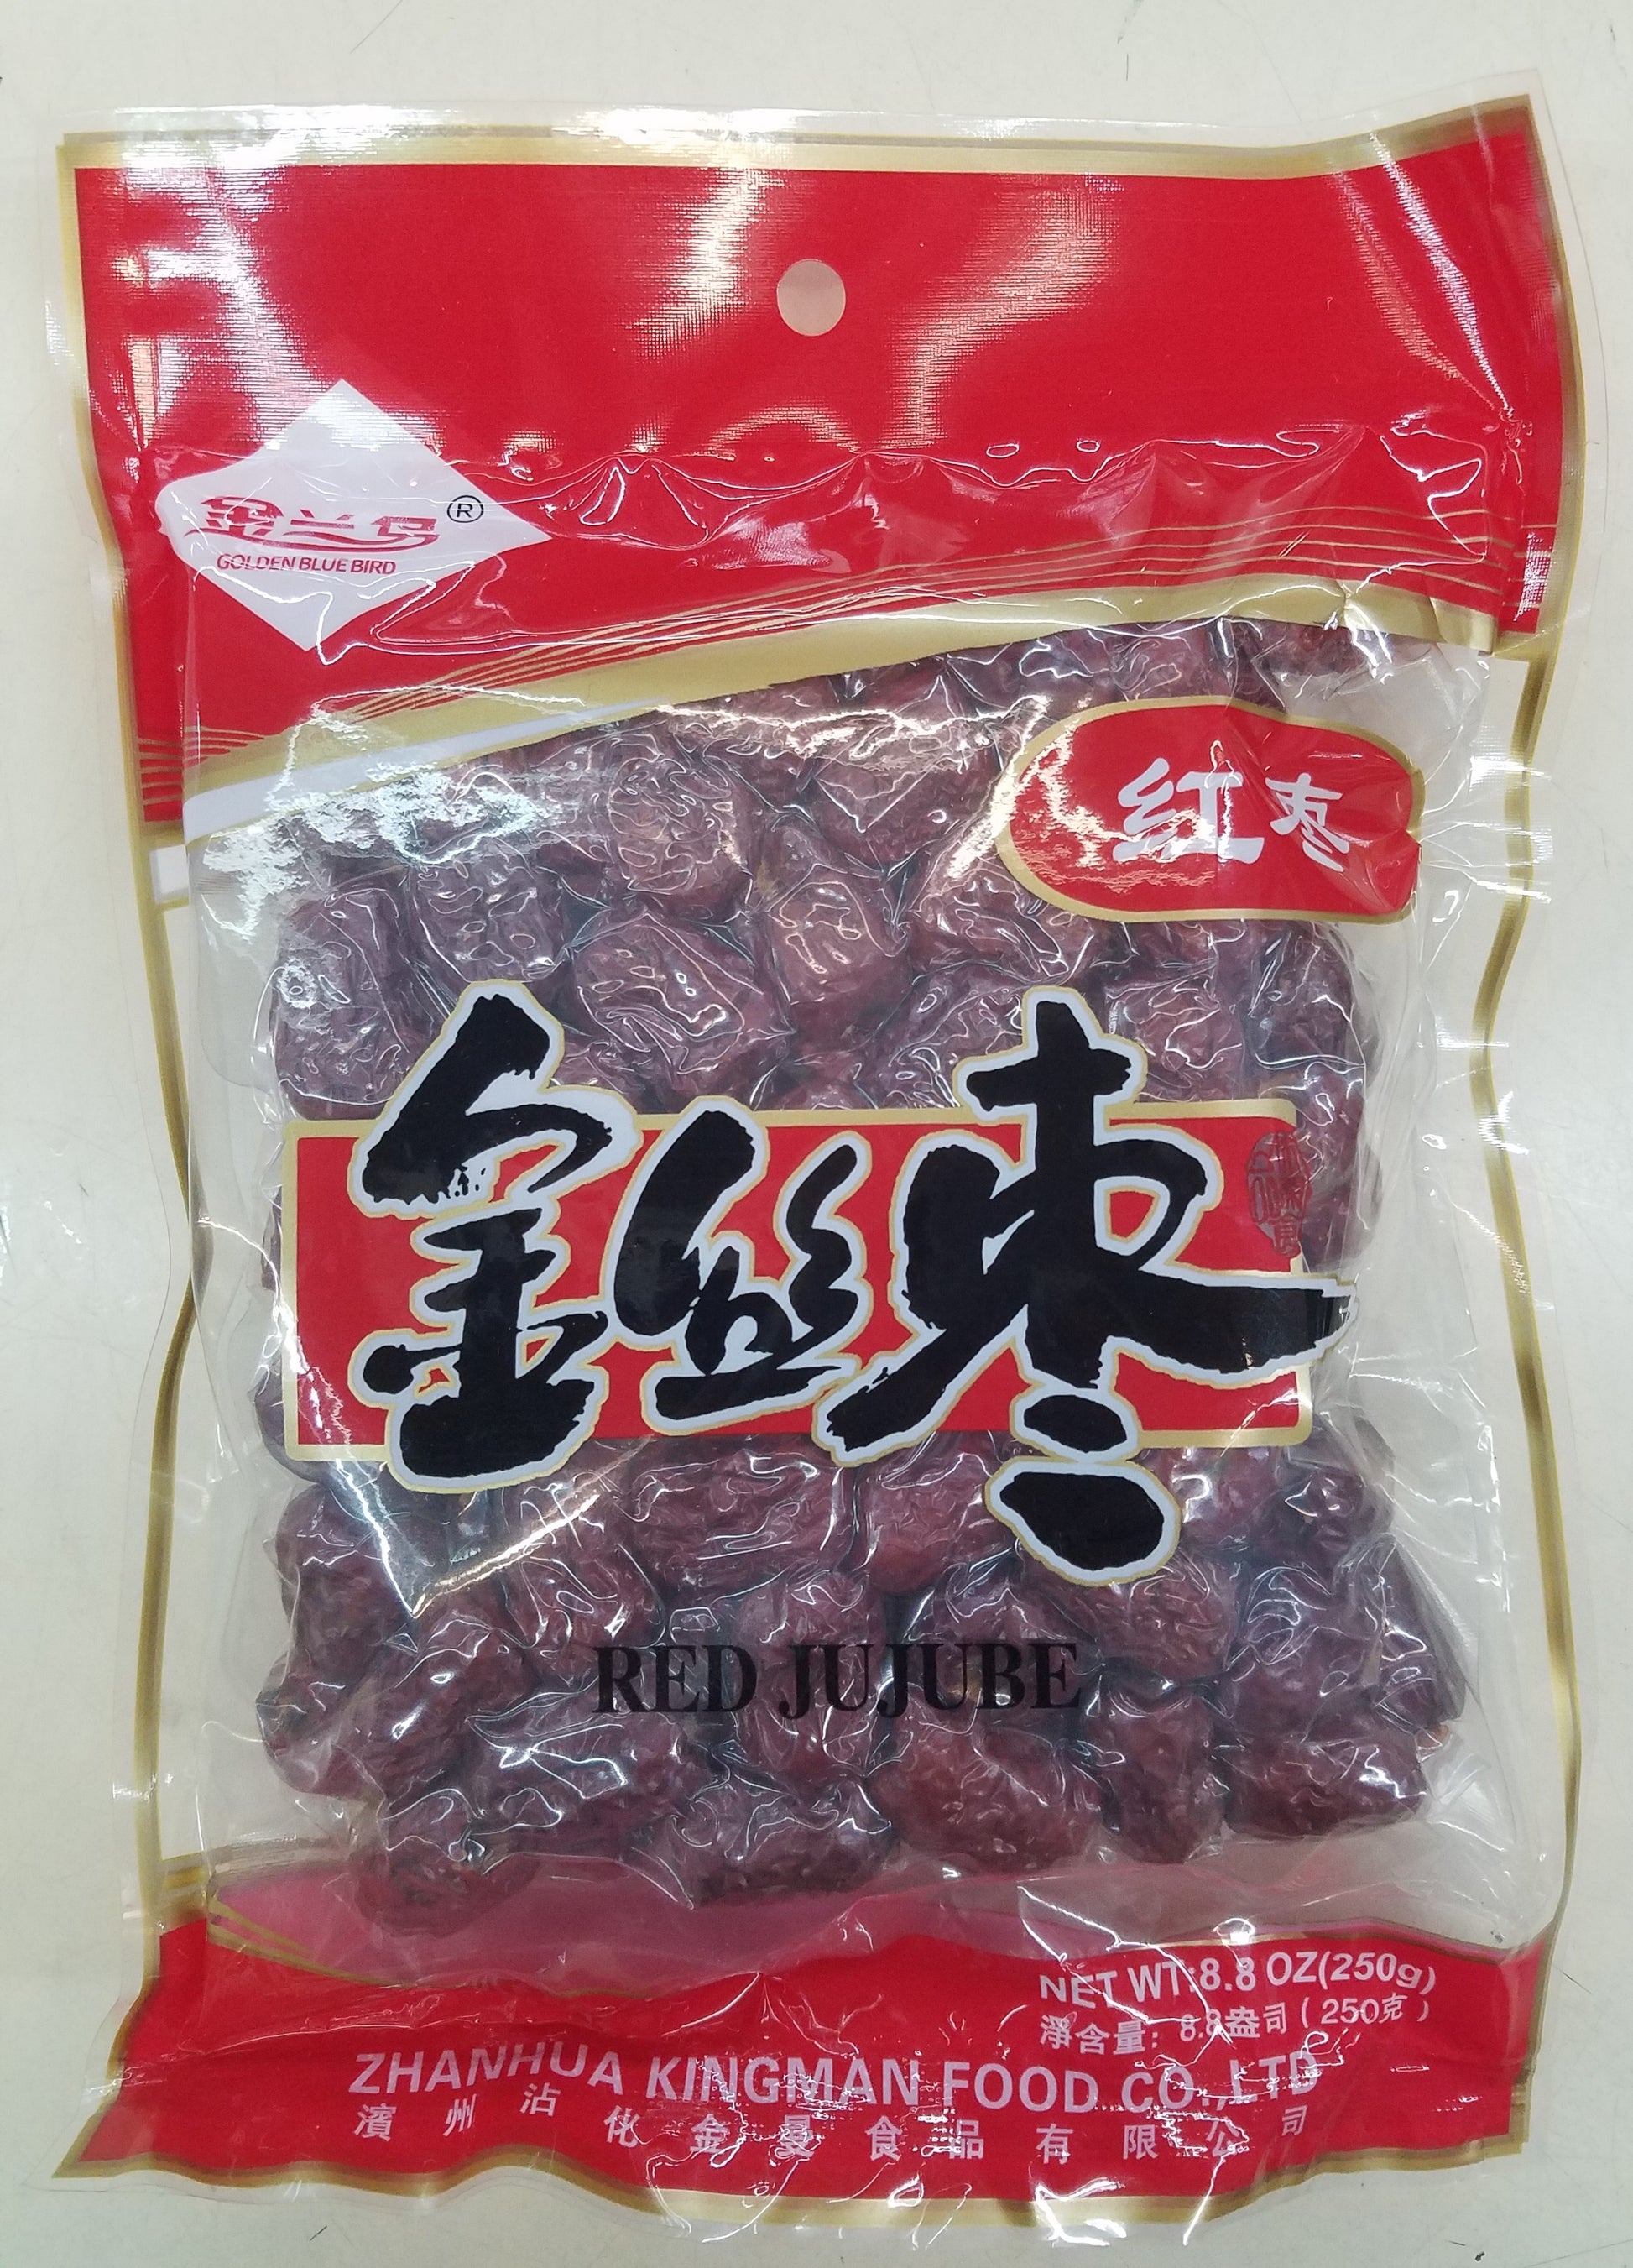 金兰鸟®
GOLDEN BLUE BIRD
红枣
金丝枣
RED JUJUBE
NET WT:8.8 OZ(250g)
淨含量：8.8盎司（250克）
ZHANHUA KINGMAN FOOD CO.,LTD
濱州沾化金曼食品有限公司